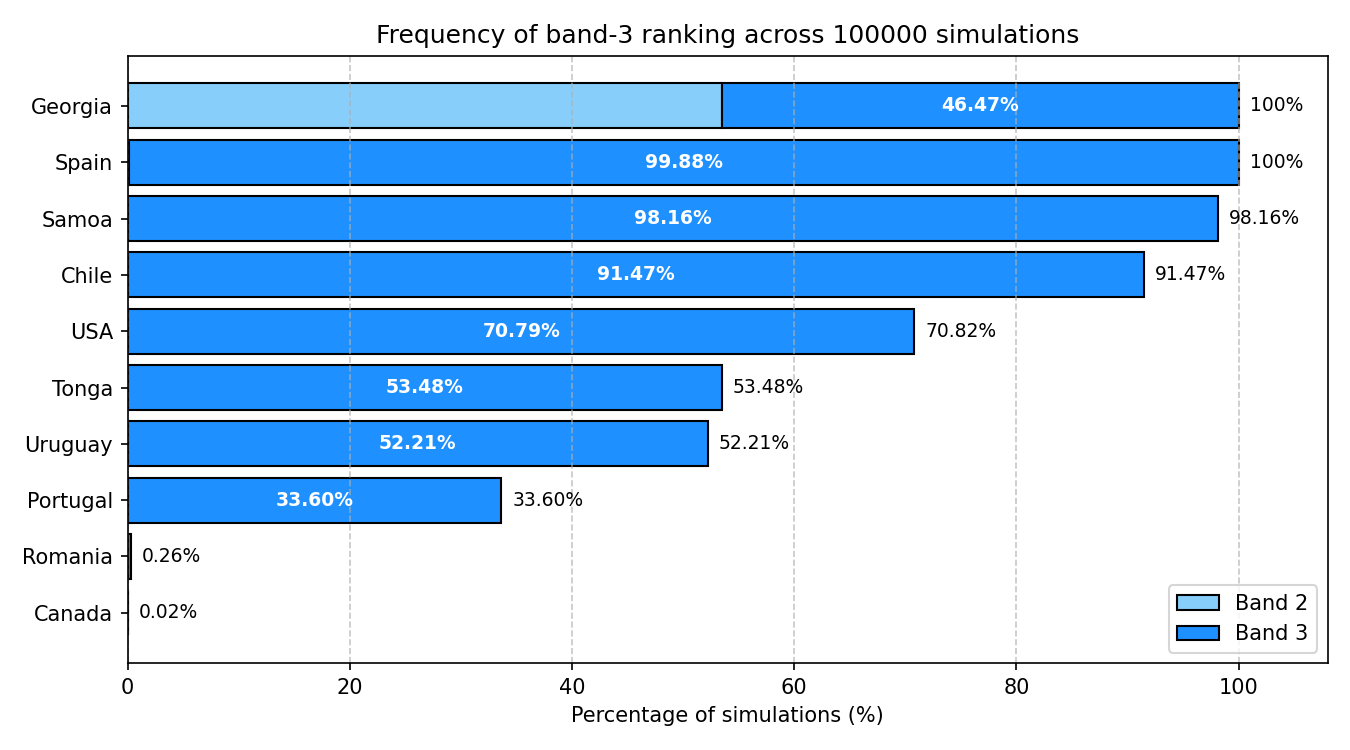 Frequency of band-3 ranking across 100000 simulations
Georgia 46.47% 100%
Spain 99.88% 100%
Samoa 98.16% 98.16%
Chile 91.47% 91.47%
USA 70.79% 70.82%
Tonga 53.48% 53.48%
Uruguay 52.21% 52.21%
Portugal 33.60% 33.60%
Romania 0.26%
Canada 0.02%
Band 2
Band 3
0 20 40 60 80 100
Percentage of simulations (%)